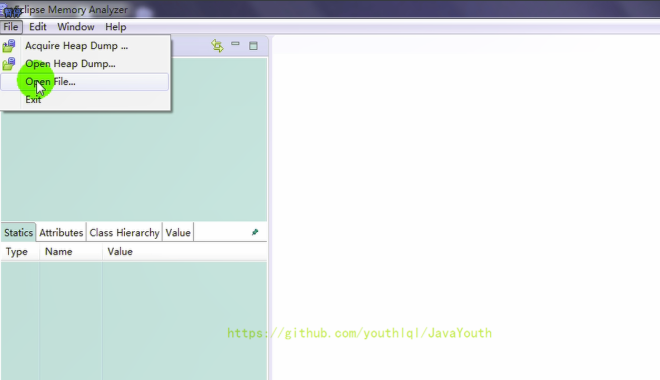 Eclipse Memory Analyzer
File Edit Window Help
Acquire Heap Dump ...
Open Heap Dump...
Open File...
Exit
Statics Attributes Class Hierarchy Value
Type Name Value
https://github.com/youthlql/JavaYouth